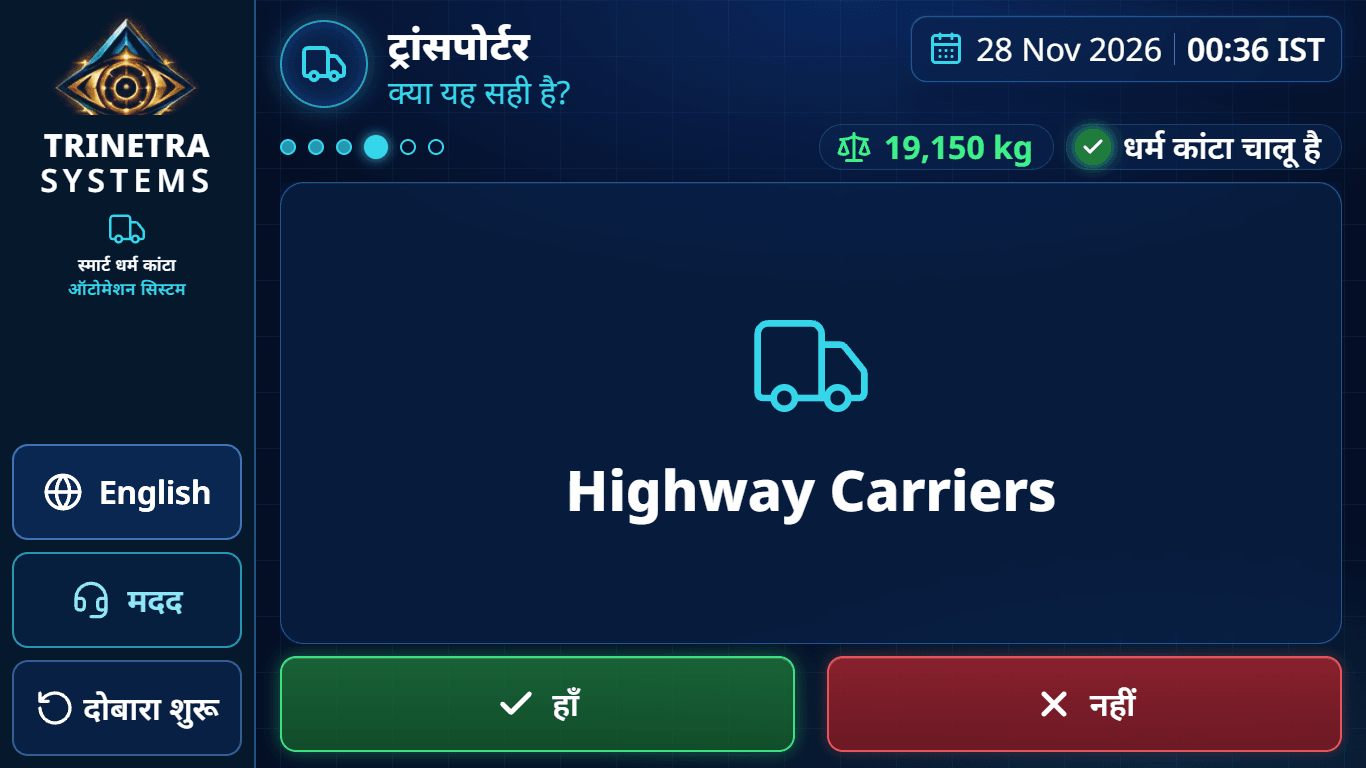 TRINETRA
SYSTEMS
स्मार्ट धर्म कांटा
ऑटोमेशन सिस्टम
English
मदद
दोबारा शुरू
ट्रांसपोर्टर
क्या यह सही है?
28 Nov 2026 00:36 IST
19,150 kg
धर्म कांटा चालू है
Highway Carriers
हाँ
नहीं